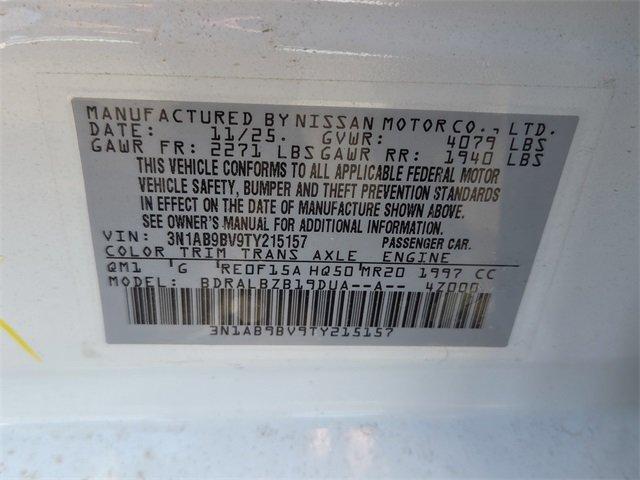 MANUFACTURED BY NISSAN MOTOR CO., LTD.
DATE: 11/25. GVWR: 4079 LBS
GAWR FR: 2271 LBS GAWR RR: 1940 LBS
THIS VEHICLE CONFORMS TO ALL APPLICABLE FEDERAL MOTOR
VEHICLE SAFETY, BUMPER AND THEFT PREVENTION STANDARDS
IN EFFECT ON THE DATE OF MANUFACTURE SHOWN ABOVE.
SEE OWNER'S MANUAL FOR ADDITIONAL INFORMATION.
VIN: 3N1AB9BV9TY215157 PASSENGER CAR.
COLOR TRIM TRANS AXLE ENGINE
QM1 G RE0F15A HQ50 MR20 1997 CC
MODEL: BDRALBZB19DUA--A-- 4Z000
3N1AB9BV9TY215157